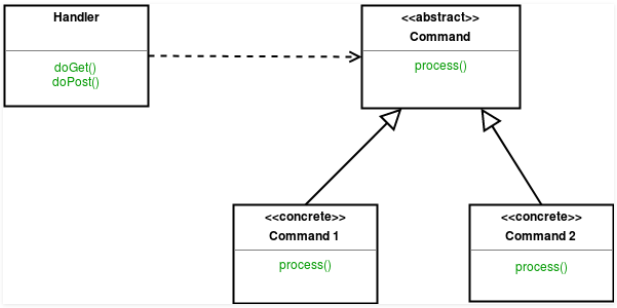 Handler
doGet()
doPost()
<<abstract>>
Command
process()
<<concrete>>
Command 1
process()
<<concrete>>
Command 2
process()